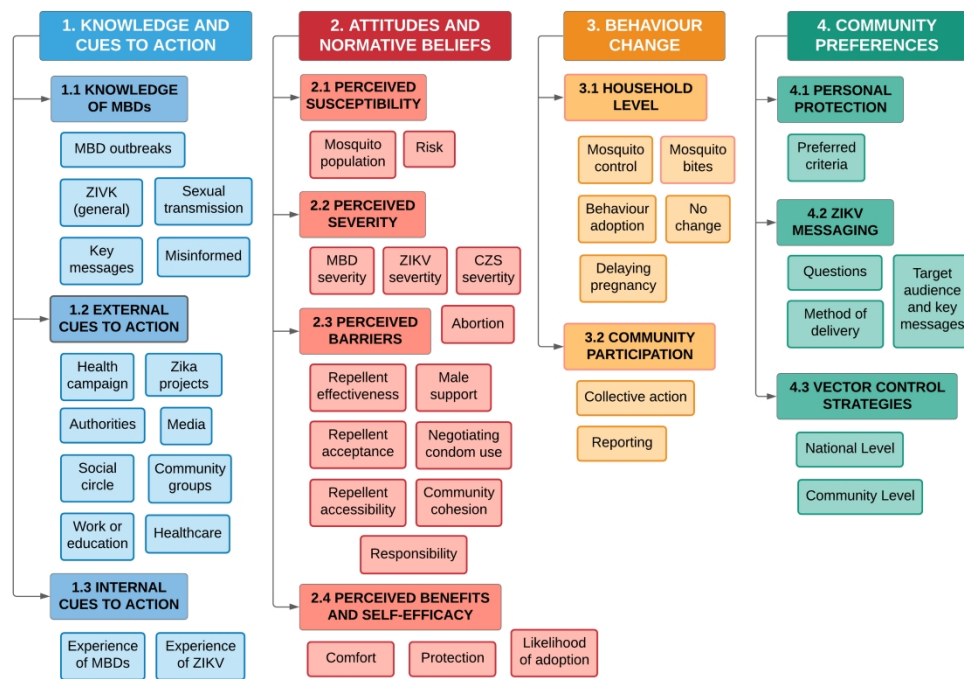 1. KNOWLEDGE AND
CUES TO ACTION
1.1 KNOWLEDGE
OF MBDs
MBD outbreaks
ZIVK
(general)
Sexual
transmission
Key
messages
Misinformed
1.2 EXTERNAL
CUES TO ACTION
Health
campaign
Zika
projects
Authorities
Media
Social
circle
Community
groups
Work or
education
Healthcare
1.3 INTERNAL
CUES TO ACTION
Experience
of MBDs
Experience
of ZIKV
2. ATTITUDES AND
NORMATIVE BELIEFS
2.1 PERCEIVED
SUSCEPTIBILITY
Mosquito
population
Risk
2.2 PERCEIVED
SEVERITY
MBD
severity
ZIKV
severtity
CZS
severtity
2.3 PERCEIVED
BARRIERS
Abortion
Repellent
effectiveness
Male
support
Repellent
acceptance
Negotiating
condom use
Repellent
accessibility
Community
cohesion
Responsibility
2.4 PERCEIVED BENEFITS
AND SELF-EFFICACY
Comfort
Protection
Likelihood
of adoption
3. BEHAVIOUR
CHANGE
3.1 HOUSEHOLD
LEVEL
Mosquito
control
Mosquito
bites
Behaviour
adoption
No
change
Delaying
pregnancy
3.2 COMMUNITY
PARTICIPATION
Collective action
Reporting
4. COMMUNITY
PREFERENCES
4.1 PERSONAL
PROTECTION
Preferred
criteria
4.2 ZIKV
MESSAGING
Questions
Method of
delivery
Target
audience
and key
messages
4.3 VECTOR CONTROL
STRATEGIES
National Level
Community Level